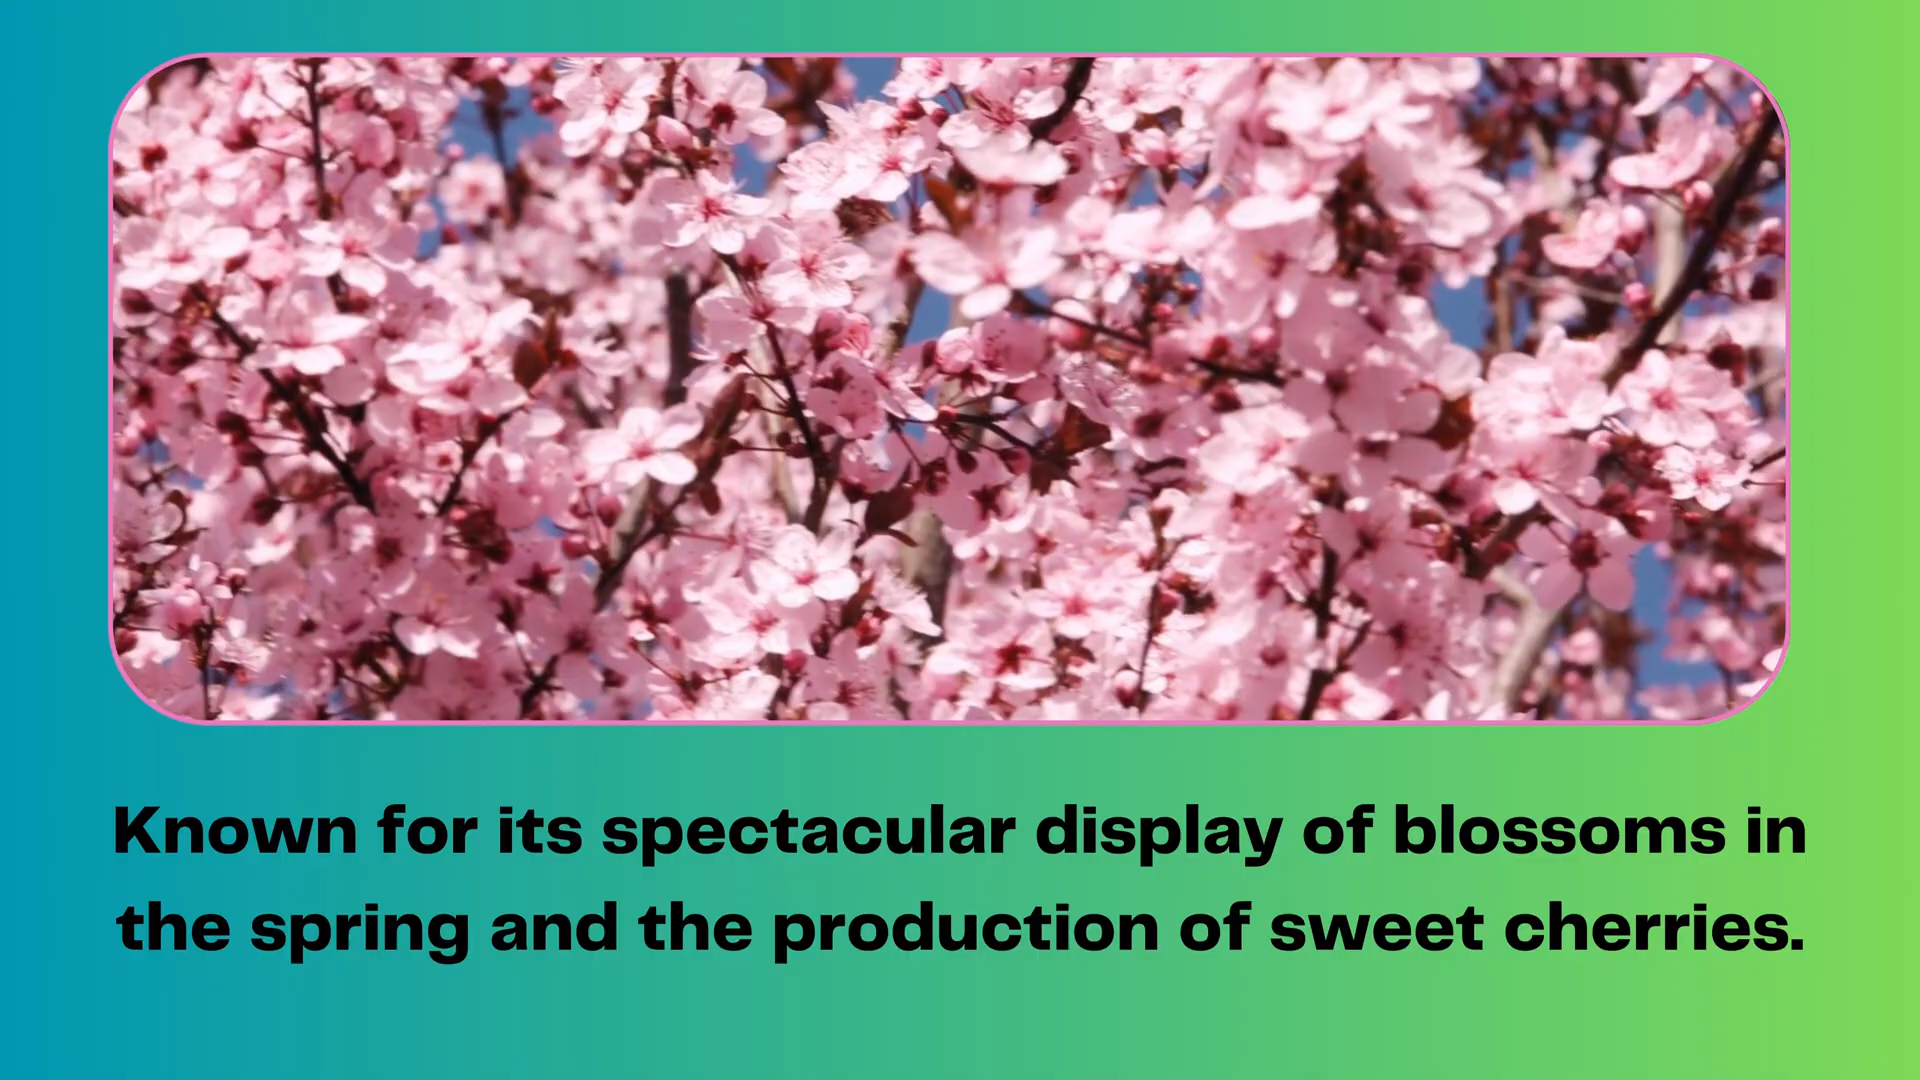 Known for its spectacular display of blossoms in
the spring and the production of sweet cherries.